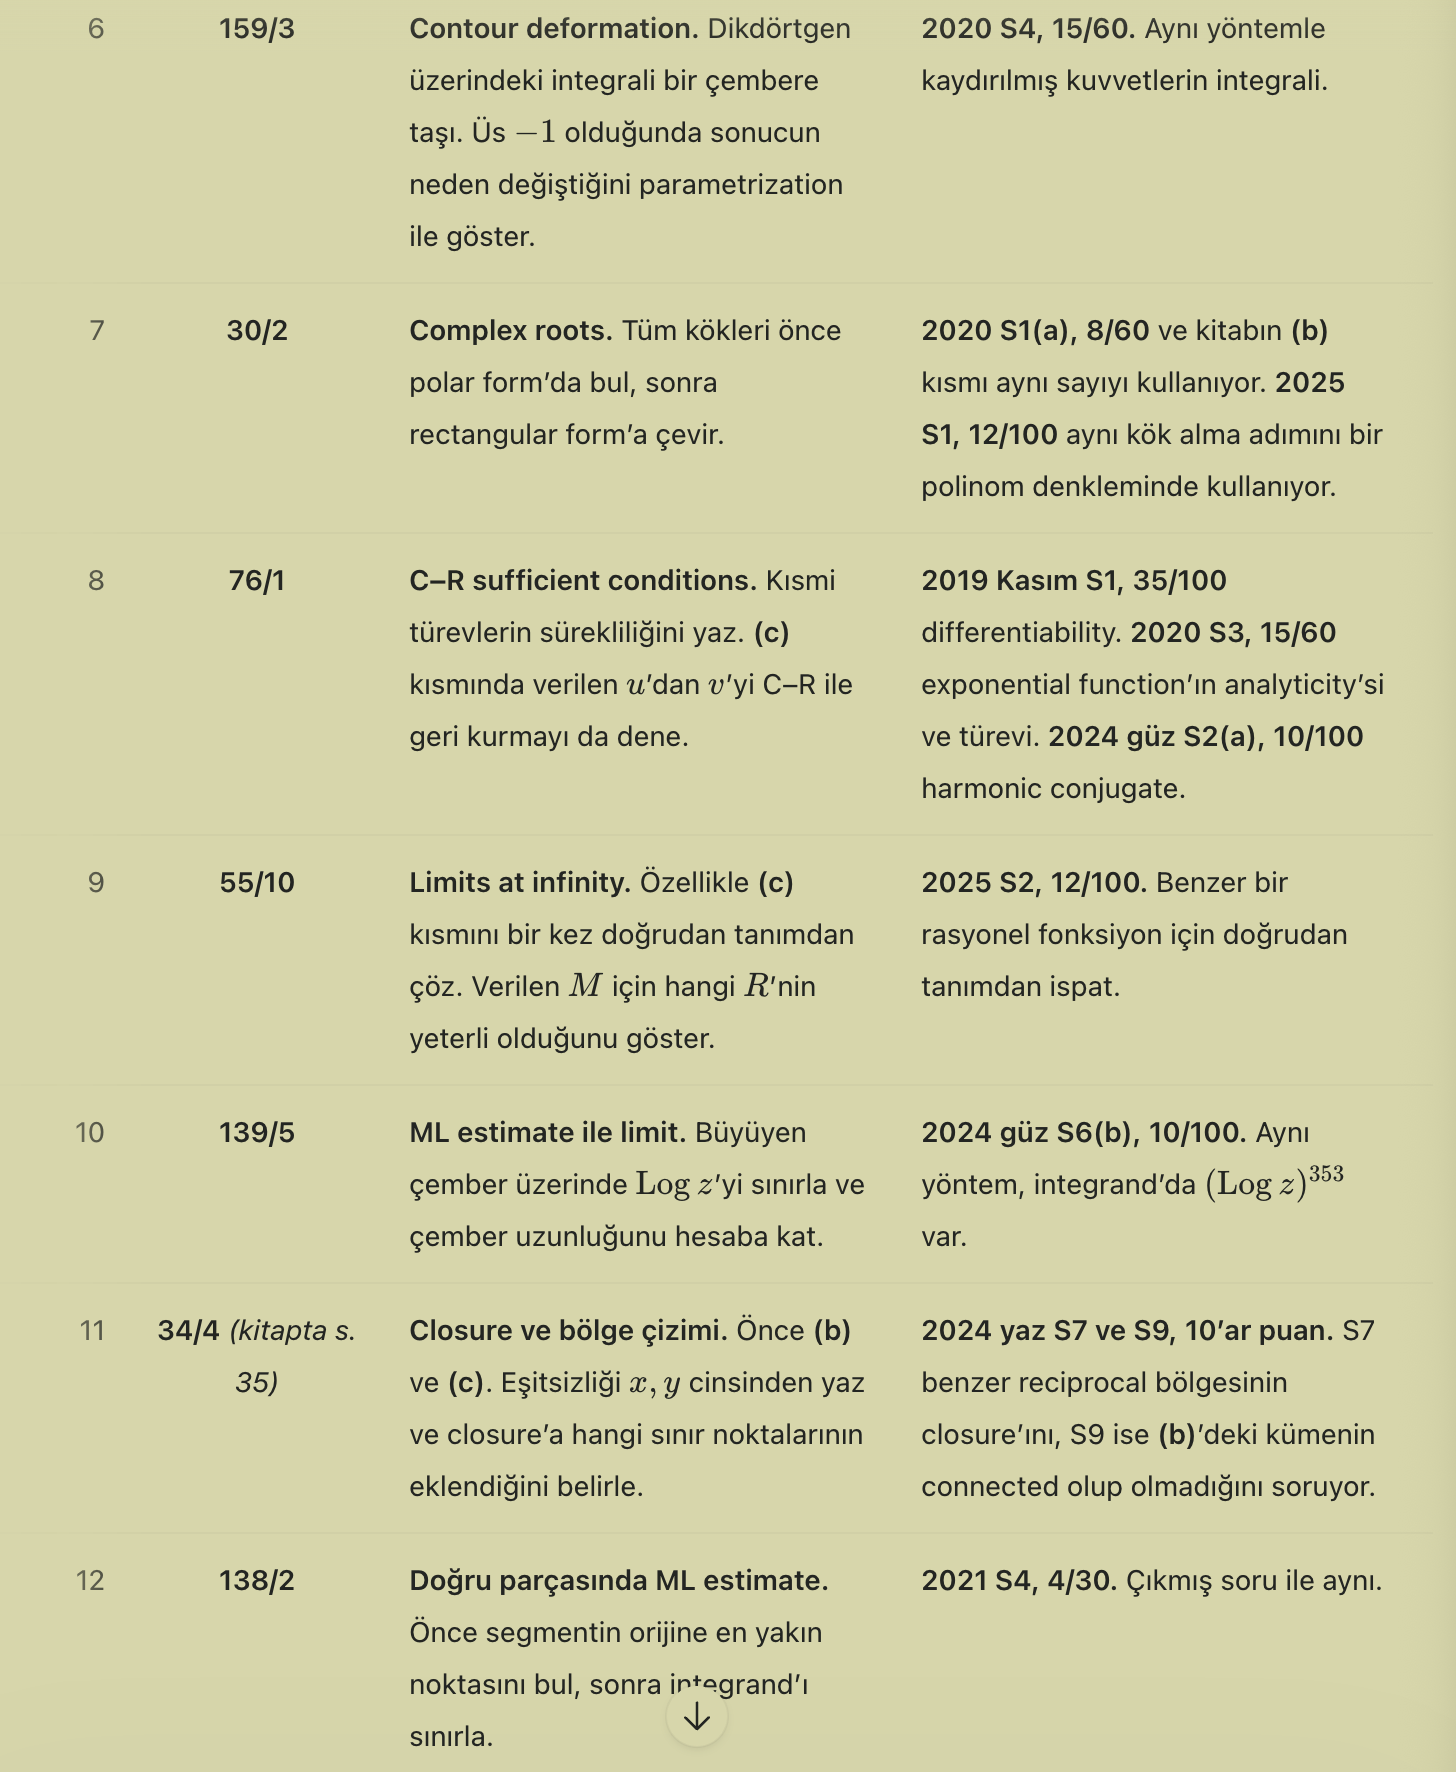 6 159/3 Contour deformation. Dikdörtgen 2020 S4, 15/60. Aynı yöntemle
üzerindeki integrali bir çembere kaydırılmış kuvvetlerin integrali.
taşı. Üs −1 olduğunda sonucun
neden değiştiğini parametrization
ile göster.
7 30/2 Complex roots. Tüm kökleri önce 2020 S1(a), 8/60 ve kitabın (b)
polar form’da bul, sonra kısmı aynı sayıyı kullanıyor. 2025
rectangular form’a çevir. S1, 12/100 aynı kök alma adımını bir
polinom denkleminde kullanıyor.
8 76/1 C–R sufficient conditions. Kısmi 2019 Kasım S1, 35/100
türevlerin sürekliliğini yaz. (c) differentiability. 2020 S3, 15/60
kısmında verilen u’dan v’yi C–R ile exponential function’ın analyticity’si
geri kurmayı da dene. ve türevi. 2024 güz S2(a), 10/100
harmonic conjugate.
9 55/10 Limits at infinity. Özellikle (c) 2025 S2, 12/100. Benzer bir
kısmını bir kez doğrudan tanımdan rasyonel fonksiyon için doğrudan
çöz. Verilen M için hangi R’nin tanımdan ispat.
yeterli olduğunu göster.
10 139/5 ML estimate ile limit. Büyüyen 2024 güz S6(b), 10/100. Aynı
çember üzerinde Log z’yi sınırla ve yöntem, integrand’da (Log z)³⁵³
çember uzunluğunu hesaba kat. var.
11 34/4 (kitapta s. Closure ve bölge çizimi. Önce (b) 2024 yaz S7 ve S9, 10’ar puan. S7
35) ve (c). Eşitsizliği x, y cinsinden yaz benzer reciprocal bölgesinin
ve closure’a hangi sınır noktalarının closure’ını, S9 ise (b)’deki kümenin
eklendiğini belirle. connected olup olmadığını soruyor.
12 138/2 Doğru parçasında ML estimate. 2021 S4, 4/30. Çıkmış soru ile aynı.
Önce segmentin orijine en yakın
noktasını bul, sonra integrand’ı
sınırla.